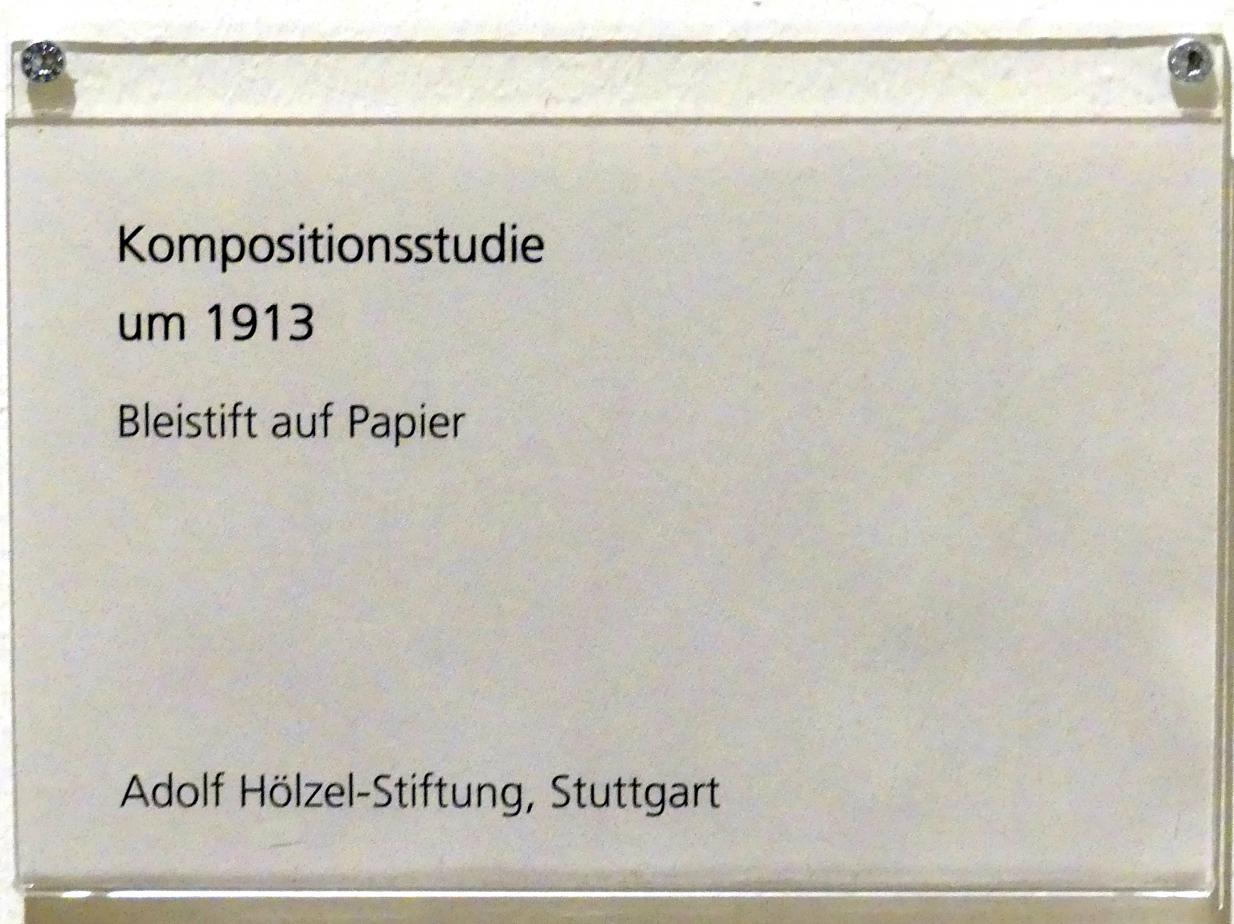 Kompositionsstudie
um 1913
Bleistift auf Papier
Adolf Hölzel-Stiftung, Stuttgart